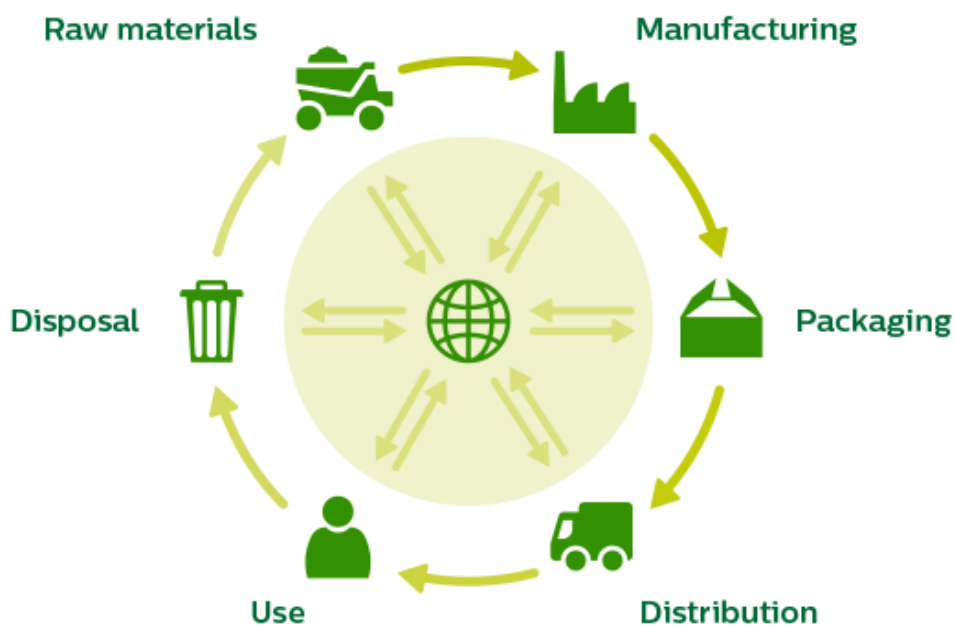 Raw materials
Manufacturing
Disposal
Packaging
Use
Distribution